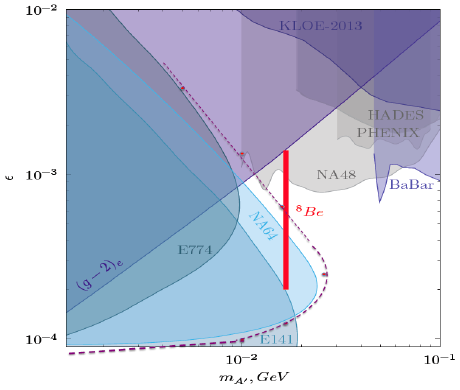 10⁻²
KLOE-2013
HADES
PHENIX
ϵ
10⁻³
NA48
BaBar
⁸Be
NA64
E774
(g − 2)ₑ
10⁻⁴
E141
10⁻²
10⁻¹
m_A′, GeV